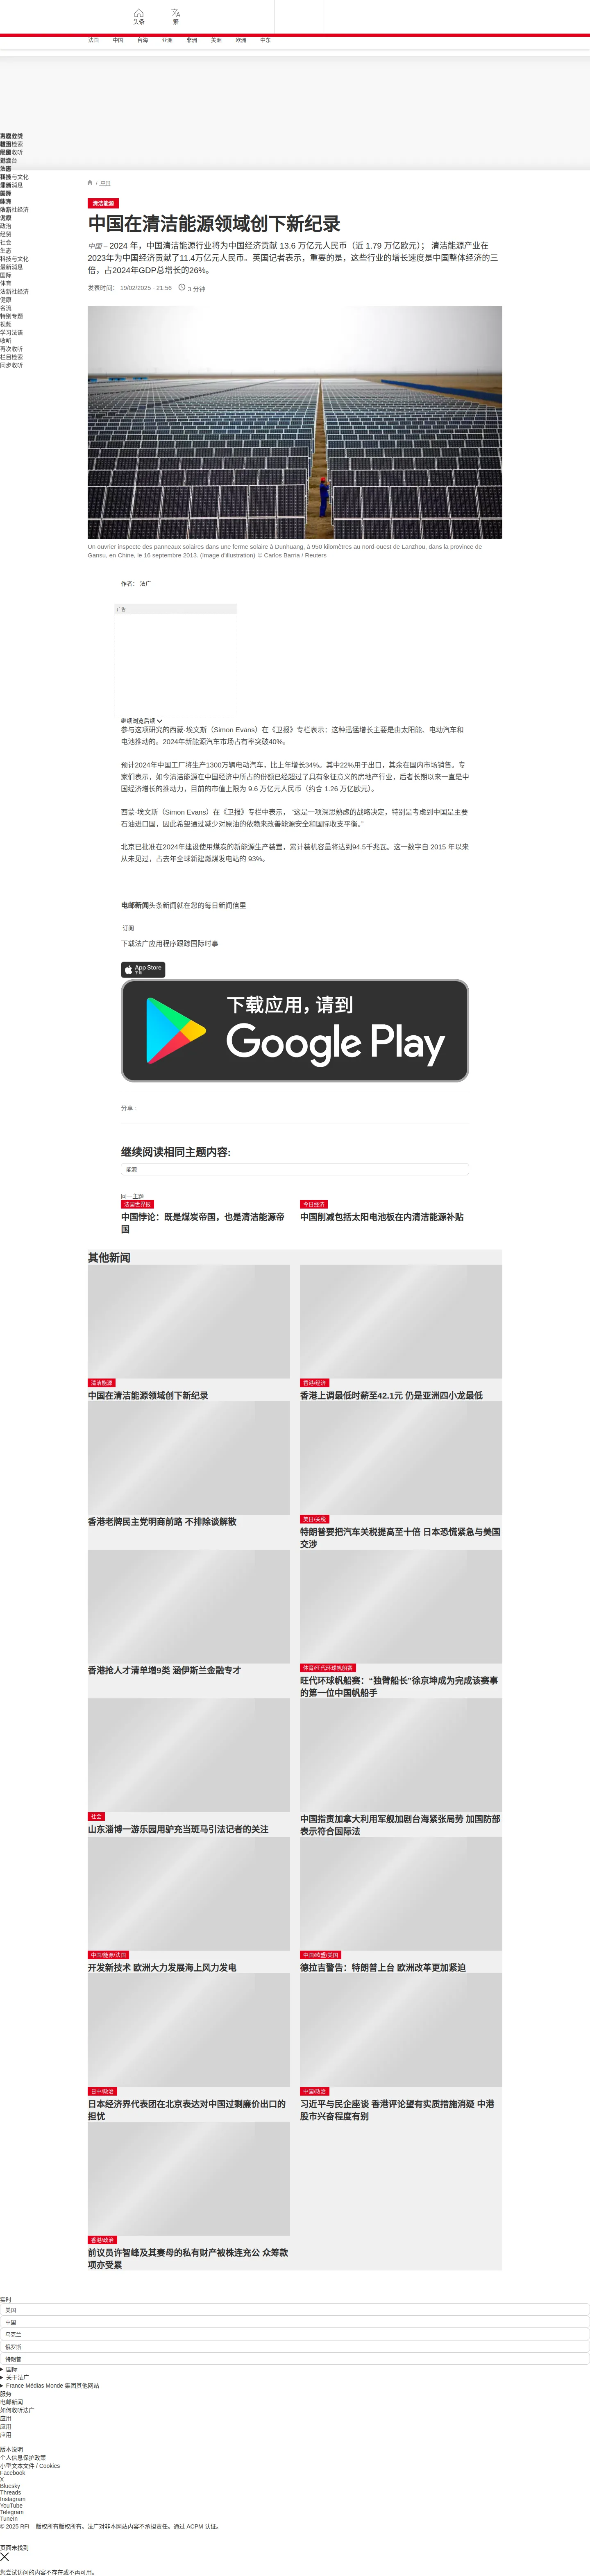 头条
繁
法国
中国
台海
亚洲
非洲
美洲
欧洲
中东
科技与文化
最新消息
国际
体育
法新社经济
政治
经贸
社会
生态
科技与文化
最新消息
国际
体育
法新社经济
健康
名流
特别专题
视频
学习法语
收听
再次收听
栏目检索
同步收听
/ 中国
清洁能源
中国在清洁能源领域创下新纪录
中国 – 2024 年，中国清洁能源行业将为中国经济贡献 13.6 万亿元人民币（近 1.79 万亿欧元）； 清洁能源产业在
2023年为中国经济贡献了11.4万亿元人民币。英国记者表示，重要的是，这些行业的增长速度是中国整体经济的三
倍，占2024年GDP总增长的26%。
发表时间： 19/02/2025 - 21:56
3 分钟
Un ouvrier inspecte des panneaux solaires dans une ferme solaire à Dunhuang, à 950 kilomètres au nord-ouest de Lanzhou, dans la province de
Gansu, en Chine, le 16 septembre 2013. (image d'illustration) © Carlos Barria / Reuters
作者： 法广
广告
继续浏览后续
参与这项研究的西蒙·埃文斯（Simon Evans）在《卫报》专栏表示：这种迅猛增长主要是由太阳能、电动汽车和
电池推动的。2024年新能源汽车市场占有率突破40%。
预计2024年中国工厂将生产1300万辆电动汽车，比上年增长34%。其中22%用于出口，其余在国内市场销售。专
家们表示，如今清洁能源在中国经济中所占的份额已经超过了具有象征意义的房地产行业，后者长期以来一直是中
国经济增长的推动力，目前的市值上限为 9.6 万亿元人民币（约合 1.26 万亿欧元）。
西蒙·埃文斯（Simon Evans）在《卫报》专栏中表示， “这是一项深思熟虑的战略决定，特别是考虑到中国是主要
石油进口国，因此希望通过减少对原油的依赖来改善能源安全和国际收支平衡。”
北京已批准在2024年建设使用煤炭的新能源生产装置，累计装机容量将达到94.5千兆瓦。这一数字自 2015 年以来
从未见过，占去年全球新建燃煤发电站的 93%。
电邮新闻头条新闻就在您的每日新闻信里
订阅
下载法广应用程序跟踪国际时事
App Store
下载
下载应用，请到
Google Play
分享 :
继续阅读相同主题内容:
能源
同一主题
法国世界报
中国悖论：既是煤炭帝国，也是清洁能源帝
国
今日经济
中国削减包括太阳电池板在内清洁能源补贴
其他新闻
清洁能源
中国在清洁能源领域创下新纪录
香港/经济
香港上调最低时薪至42.1元 仍是亚洲四小龙最低
香港老牌民主党明商前路 不排除谈解散
美日/关税
特朗普要把汽车关税提高至十倍 日本恐慌紧急与美国
交涉
香港抢人才清单增9类 涵伊斯兰金融专才
体育/旺代环球帆船赛
旺代环球帆船赛：“独臂船长”徐京坤成为完成该赛事
的第一位中国帆船手
社会
山东淄博一游乐园用驴充当斑马引法记者的关注
中国指责加拿大利用军舰加剧台海紧张局势 加国防部
表示符合国际法
中国/能源/法国
开发新技术 欧洲大力发展海上风力发电
中国/欧盟/美国
德拉吉警告：特朗普上台 欧洲改革更加紧迫
日中/政治
日本经济界代表团在北京表达对中国过剩廉价出口的
担忧
中国/政治
习近平与民企座谈 香港评论望有实质措施消疑 中港
股市兴奋程度有别
香港/政治
前议员许智峰及其妻母的私有财产被株连充公 众筹款
项亦受累
实时
美国
中国
乌克兰
俄罗斯
特朗普
国际
关于法广
France Médias Monde 集团其他网站
服务
电邮新闻
如何收听法广
应用
应用
应用
版本说明
个人信息保护政策
小型文本文件 / Cookies
Facebook
X
Bluesky
Threads
Instagram
YouTube
Telegram
TuneIn
© 2025 RFI – 版权所有版权所有。法广对非本网站内容不承担责任。通过 ACPM 认证。
页面未找到
您尝试访问的内容不存在或不再可用。